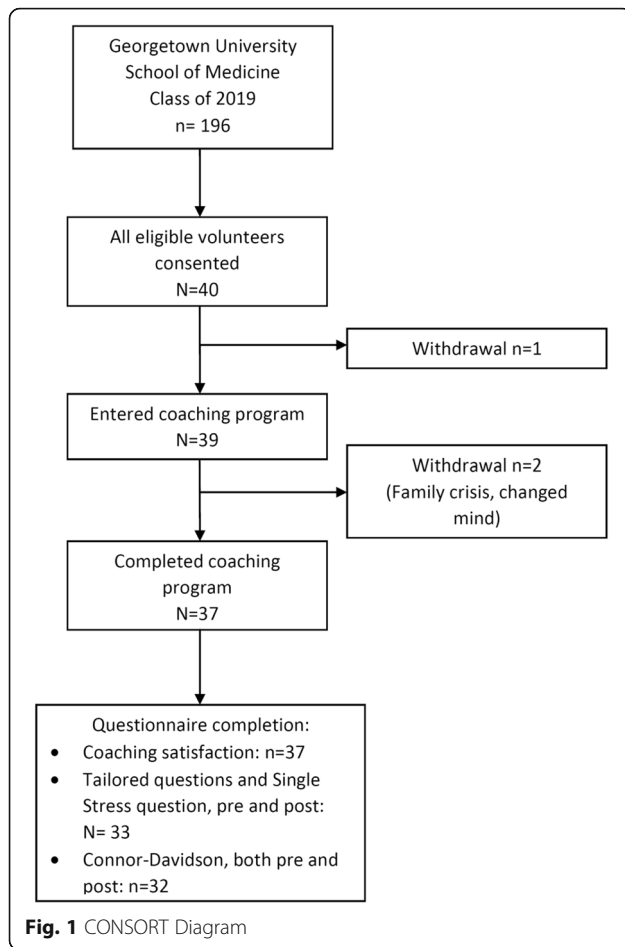 Georgetown University
School of Medicine
Class of 2019
n= 196
All eligible volunteers
consented
N=40
Withdrawal n=1
Entered coaching program
N=39
Withdrawal n=2
(Family crisis, changed
mind)
Completed coaching
program
N=37
Questionnaire completion:
• Coaching satisfaction: n=37
• Tailored questions and Single
Stress question, pre and post:
N= 33
• Connor-Davidson, both pre and
post: n=32
Fig. 1 CONSORT Diagram